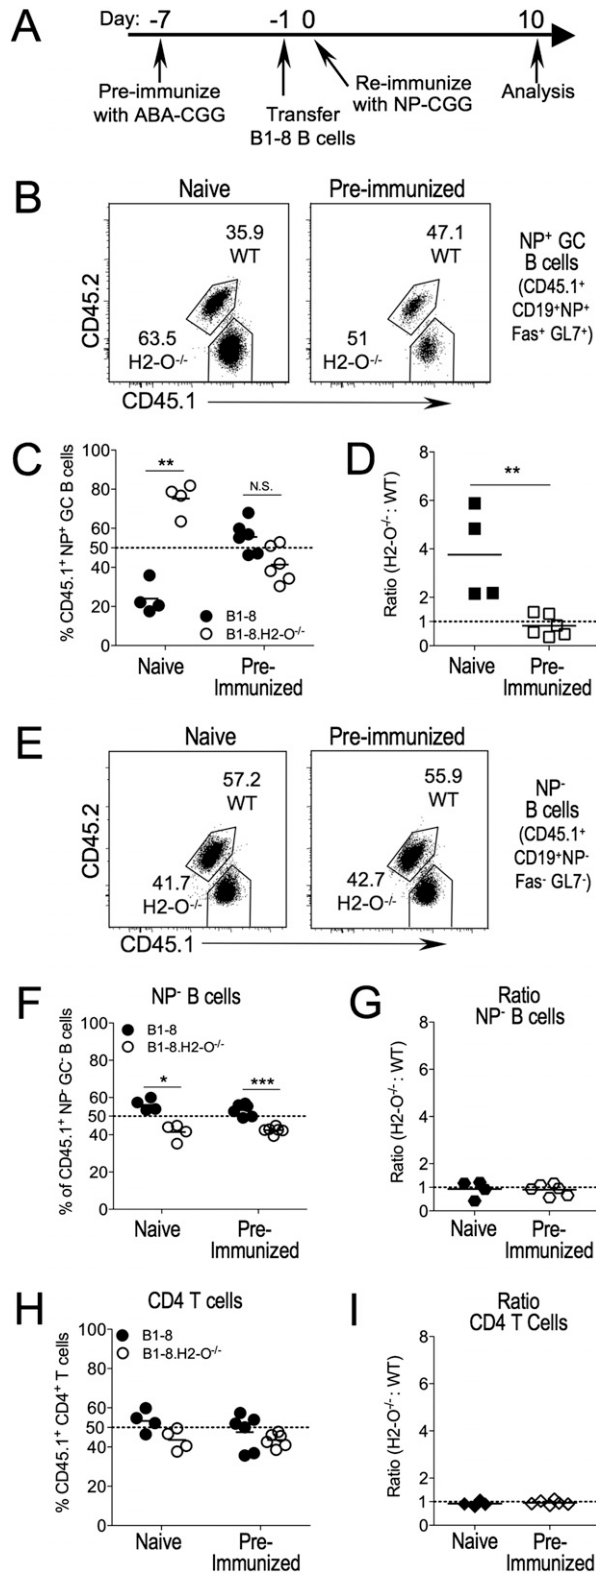 A
Day: -7 -1 0 10
Pre-immunize
with ABA-CGG
Transfer
B1-8 B cells
Re-immunize
with NP-CGG
Analysis
B
Naive
Pre-immunized
CD45.2
35.9
WT
63.5
H2-O-/-
47.1
WT
51
H2-O-/-
CD45.1
NP+ GC
B cells
(CD45.1+
CD19+NP+
Fas+ GL7+)
C
% CD45.1+ NP+ GC B cells
100
80
60
50
40
20
0
**
N.S.
B1-8
B1-8.H2-O-/-
Naive
Pre-
Immunized
D
Ratio (H2-O-/-: WT)
8
6
4
2
1
0
**
Naive
Pre-
immunized
E
Naive
Pre-immunized
CD45.2
57.2
WT
41.7
H2-O-/-
55.9
WT
42.7
H2-O-/-
CD45.1
NP-
B cells
(CD45.1+
CD19+NP-
Fas- GL7-)
F
NP- B cells
% of CD45.1+ NP- GC- B cells
100
80
60
50
40
20
0
B1-8
B1-8.H2-O-/-
*
***
Naive
Pre-
Immunized
G
Ratio
NP- B cells
Ratio (H2-O-/-: WT)
8
6
4
2
1
0
Naive
Pre-
Immunized
H
CD4 T cells
% CD45.1+ CD4+ T cells
100
80
60
50
40
20
0
B1-8
B1-8.H2-O-/-
Naive
Pre-
Immunized
I
Ratio
CD4 T Cells
Ratio (H2-O-/-: WT)
8
6
4
2
1
0
Naive
Pre-
Immunized